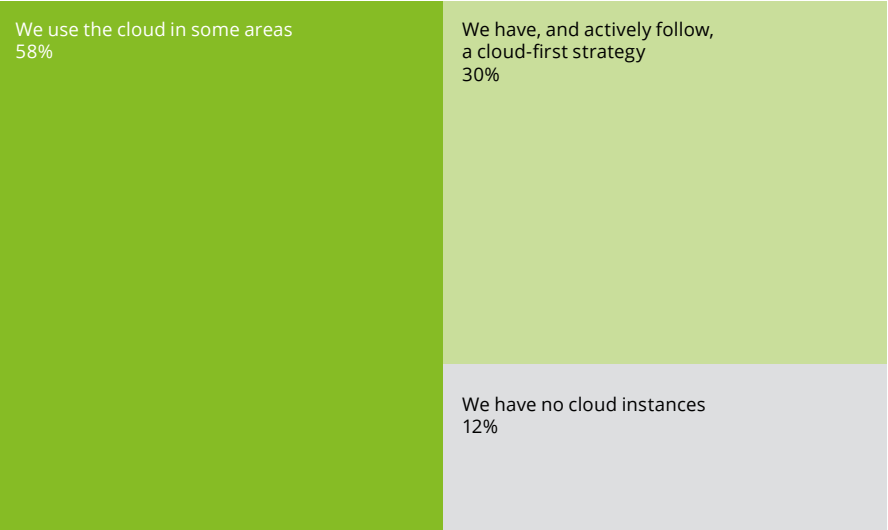 We use the cloud in some areas
58%
We have, and actively follow,
a cloud-first strategy
30%
We have no cloud instances
12%